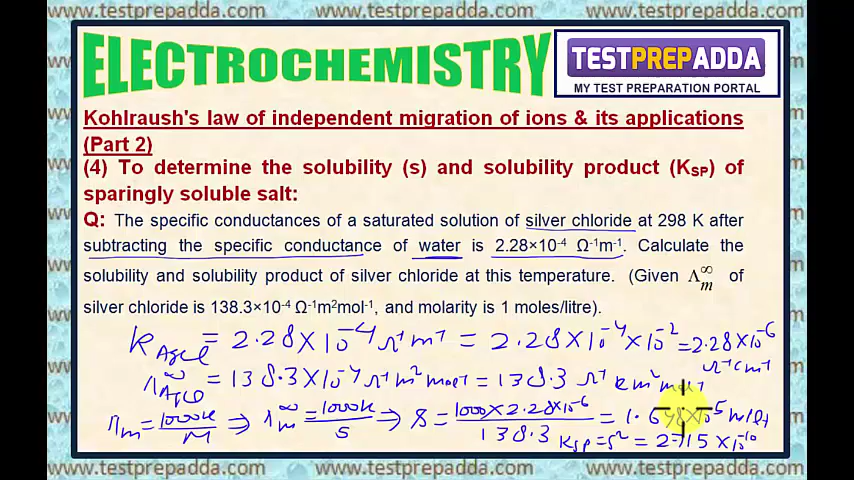 www.testprepadda.com www.testprepadda.com www.testprepadda.com
ELECTROCHEMISTRY
TESTPREPADDA
MY TEST PREPARATION PORTAL
Kohlraush's law of independent migration of ions & its applications
(Part 2)
(4) To determine the solubility (s) and solubility product (KSP) of
sparingly soluble salt:
Q: The specific conductances of a saturated solution of silver chloride at 298 K after
subtracting the specific conductance of water is 2.28×10⁻⁴ Ω⁻¹m⁻¹. Calculate the
solubility and solubility product of silver chloride at this temperature. (Given Λₘ^∞ of
silver chloride is 138.3×10⁻⁴ Ω⁻¹m²mol⁻¹, and molarity is 1 moles/litre).
K AgCl = 2.28×10⁻⁴ Ω⁻¹m⁻¹ = 2.28×10⁻⁴×10⁻² = 2.28×10⁻⁶
Ω⁻¹cm⁻¹
Λ^∞ AgCl = 138.3×10⁻⁴ Ω⁻¹m²mol⁻¹ = 138.3 Ω⁻¹
Λm = 1000K/M ⇒ Λm^∞ = 1000K/S ⇒ S = 1000×2.28×10⁻⁶/138.3 =
Ksp = s² = ×10⁻¹⁰
www.testprepadda.com www.testprepadda.com www.testprepadda.com